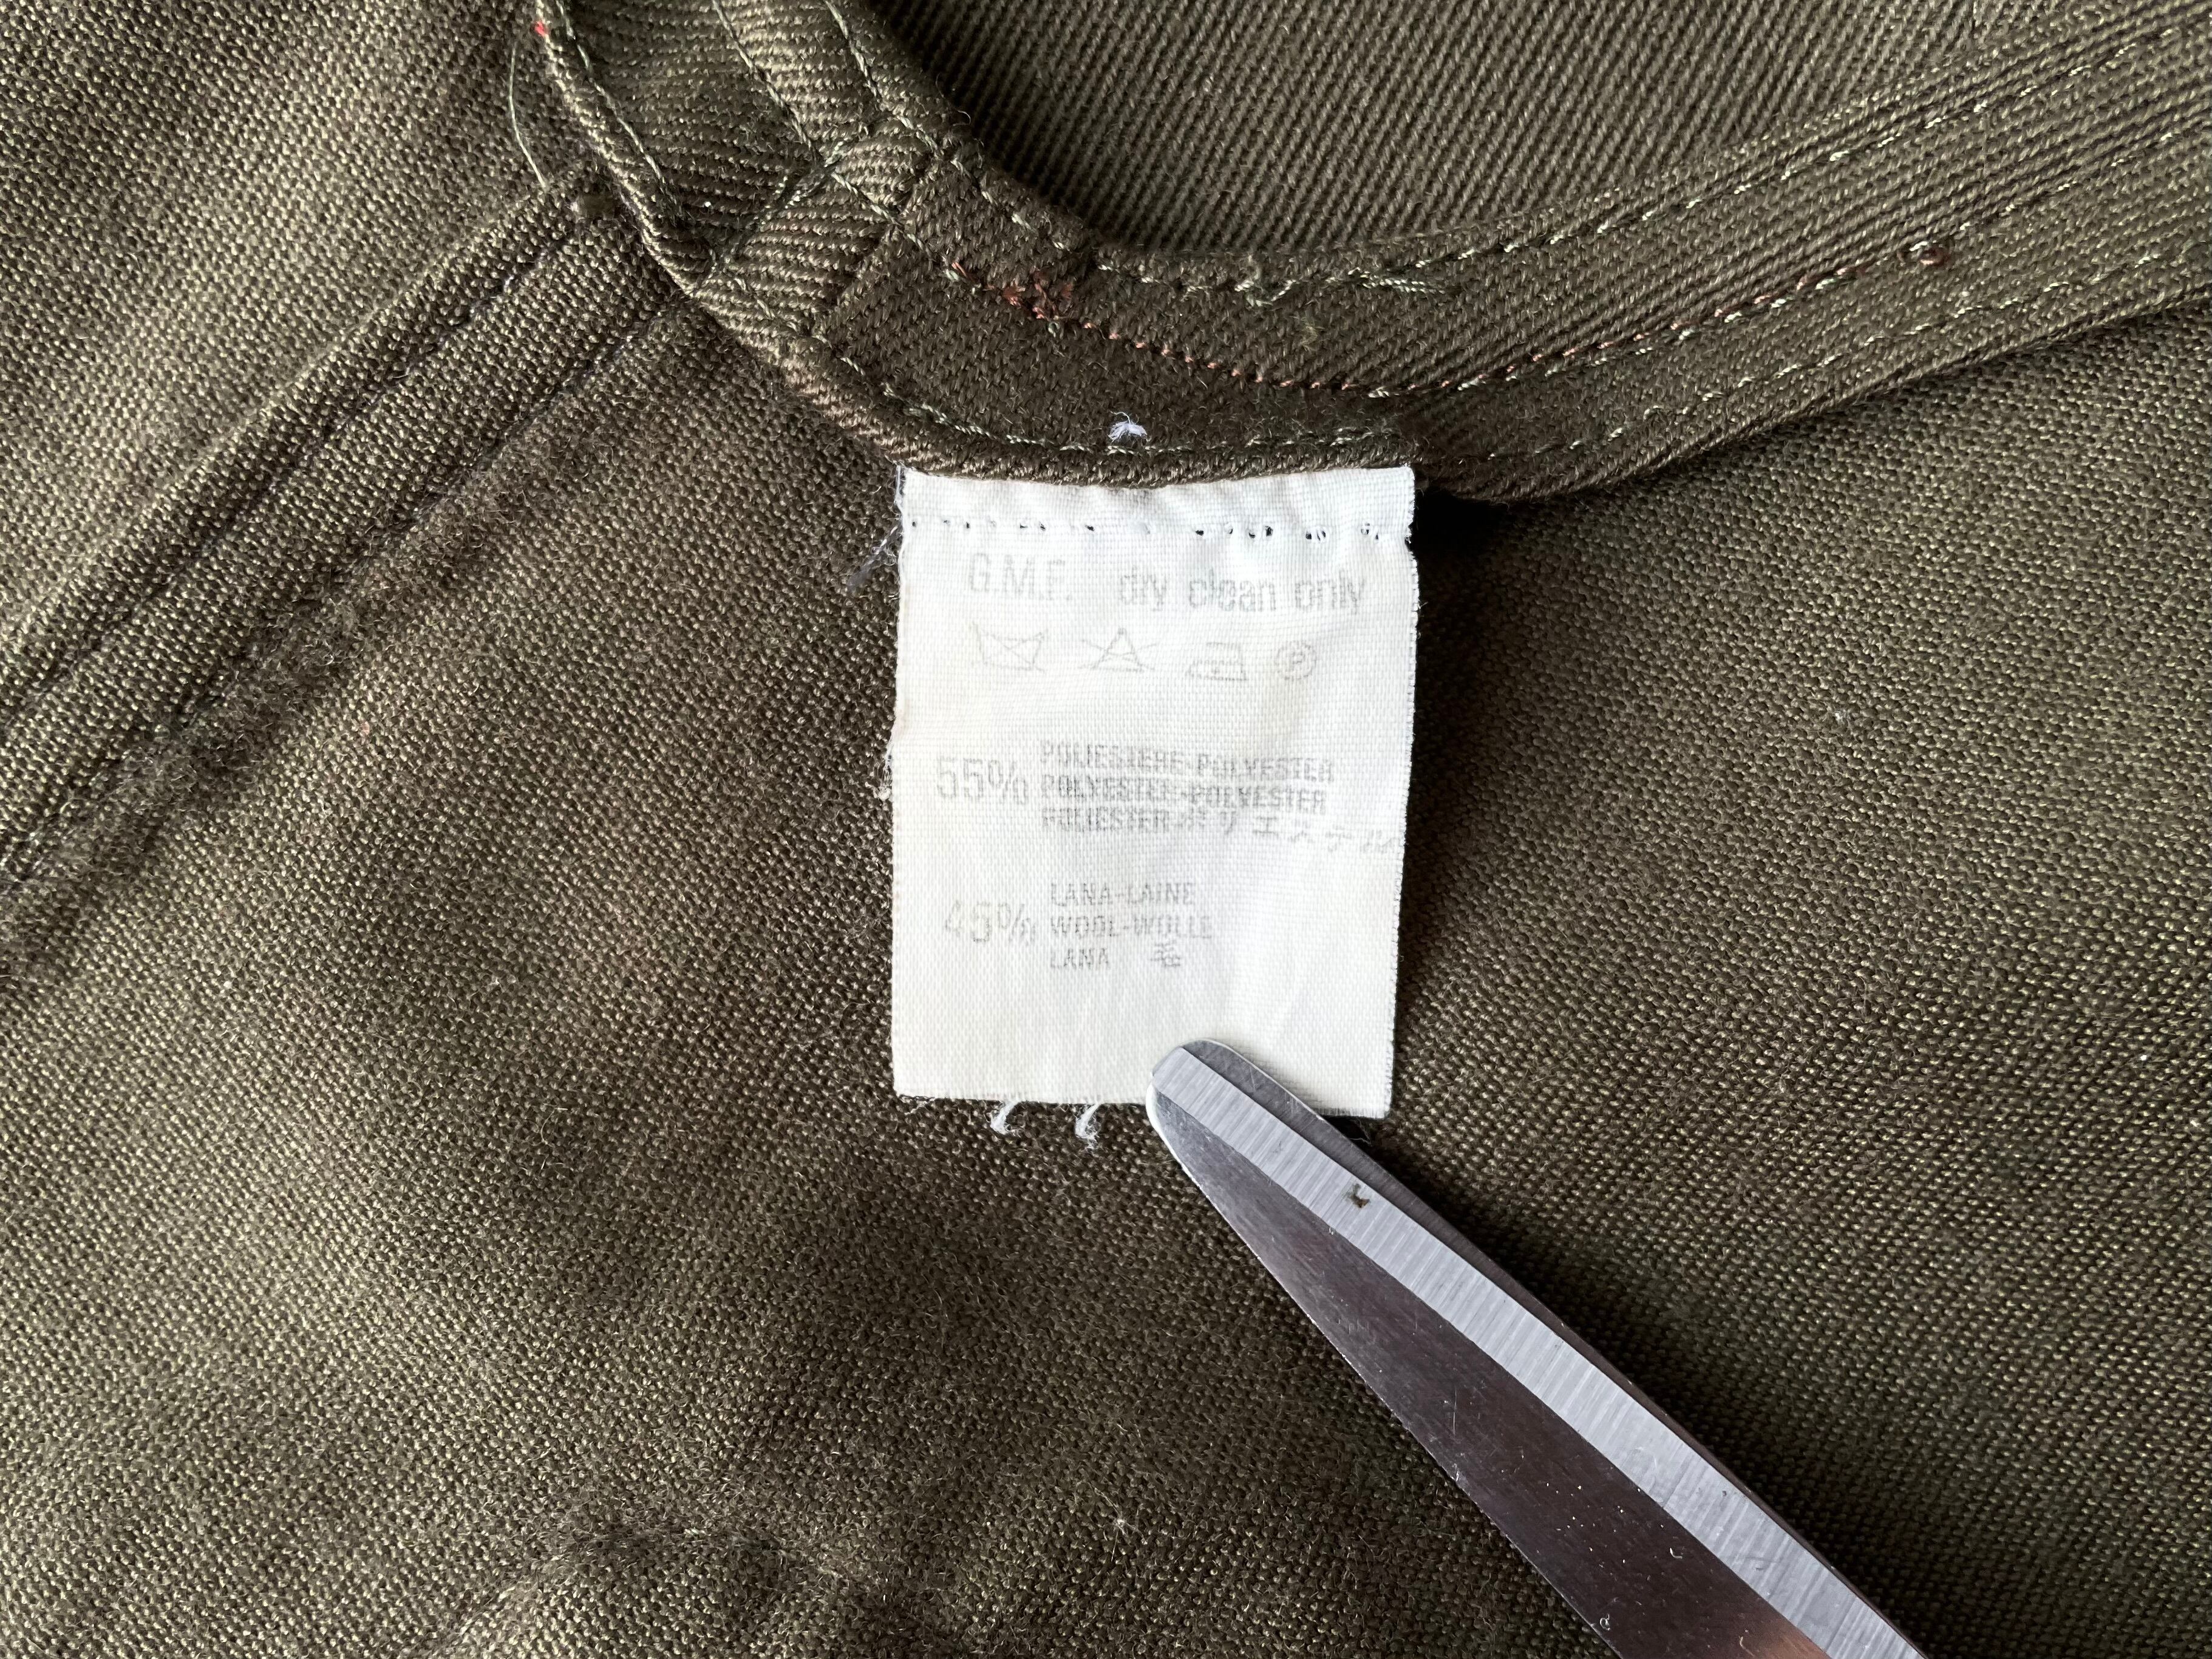 G.M.F. dry clean only
P
55%
POLIESTERE-POLYESTER
POLYESTER-POLYESTER
POLIESTER-ポリエステル
45%
LANA-LAINE
WOOL-WOLLE
LANA 毛